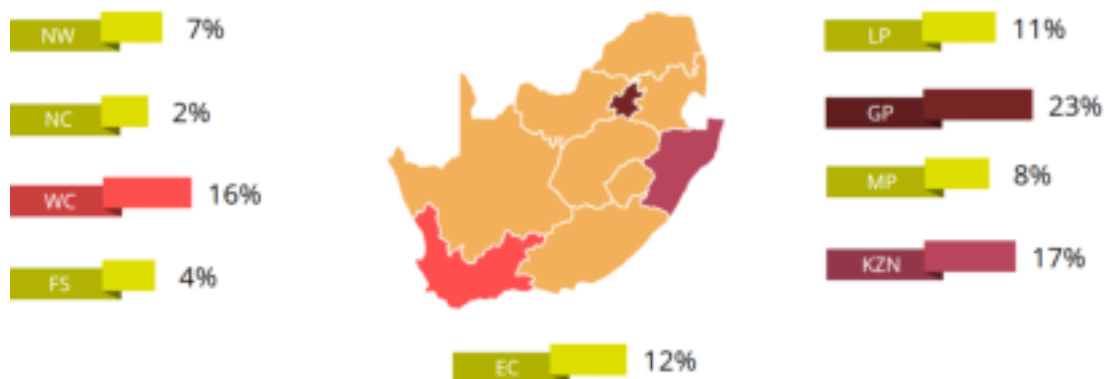 NW 7%
NC 2%
WC 16%
FS 4%
LP 11%
GP 23%
MP 8%
KZN 17%
EC 12%